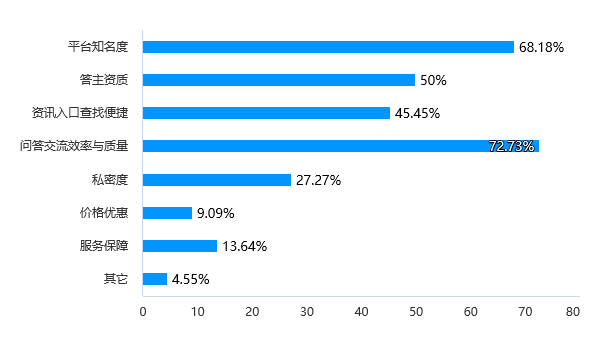 平台知名度 68.18%
答主资质 50%
资讯入口查找便捷 45.45%
问答交流效率与质量 72.73%
私密度 27.27%
价格优惠 9.09%
服务保障 13.64%
其它 4.55%
0 10 20 30 40 50 60 70 80